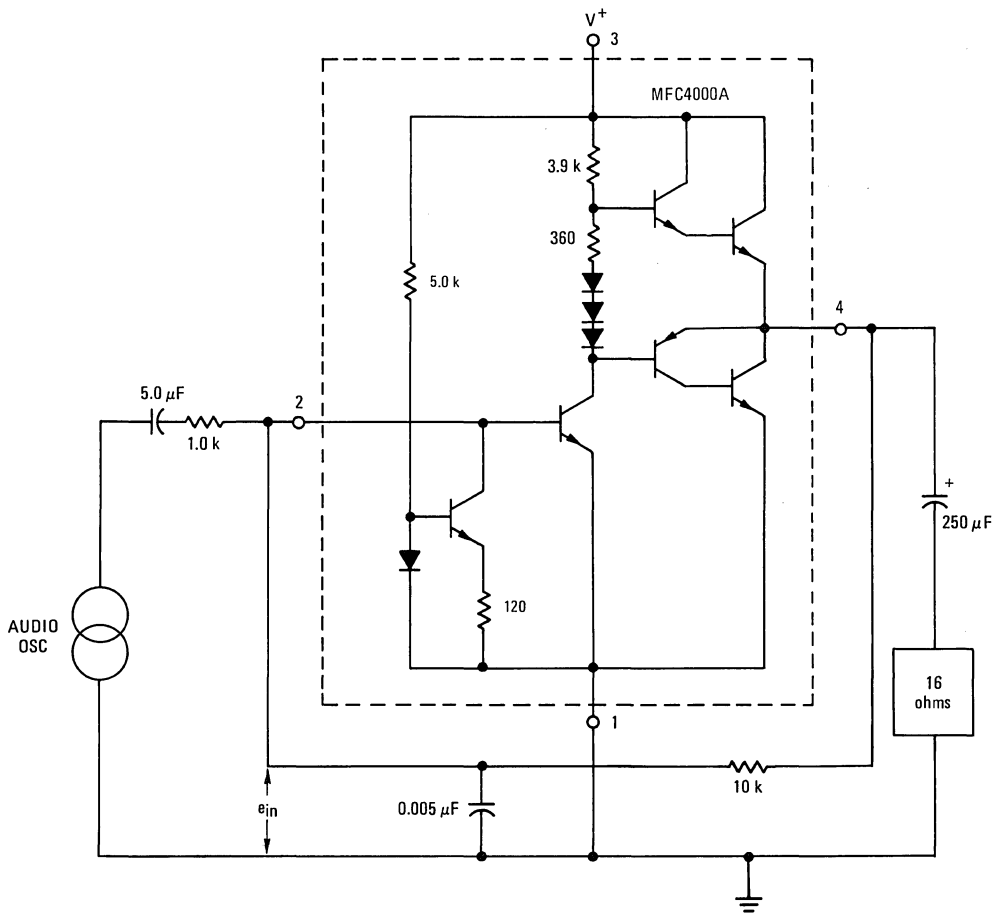 V+
3
MFC4000A
3.9 k
360
5.0 k
4
5.0 μF
2
1.0 k
+
250 μF
120
AUDIO
OSC
16
ohms
1
10 k
ein
0.005 μF